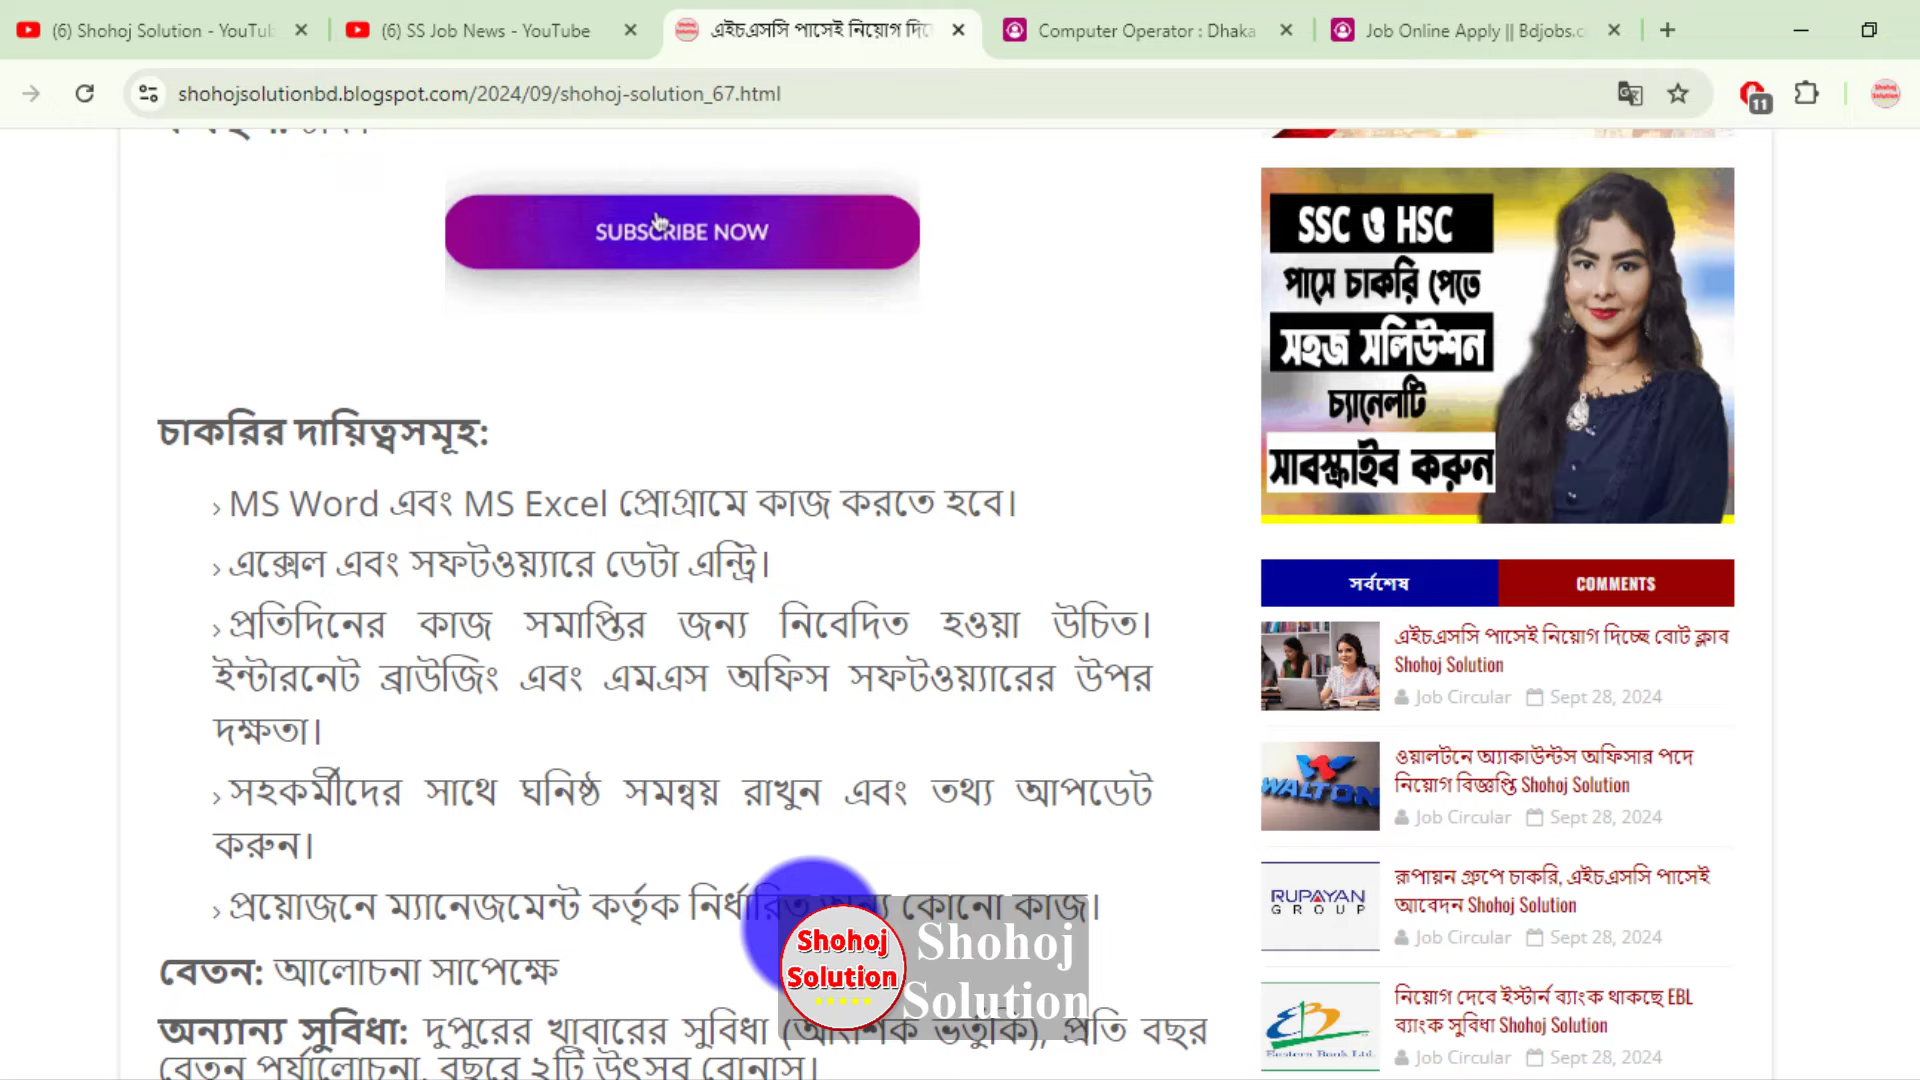 (6) Shohoj Solution - YouTu
(6) SS Job News - YouTube
এইচএসসি পাসেই নিয়োগ দি
Computer Operator : Dhaka
Job Online Apply || Bdjobs.c
shohojsolutionbd.blogspot.com/2024/09/shohoj-solution_67.html
11
SUBSCRIBE NOW
চাকরির দায়িত্বসমূহ:
› MS Word এবং MS Excel প্রোগ্রামে কাজ করতে হবে।
› এক্সেল এবং সফটওয়্যারে ডেটা এন্ট্রি।
› প্রতিদিনের কাজ সমাপ্তির জন্য নিবেদিত হওয়া উচিত।
ইন্টারনেট ব্রাউজিং এবং এমএস অফিস সফটওয়্যারের উপর
দক্ষতা।
› সহকর্মীদের সাথে ঘনিষ্ঠ সমন্বয় রাখুন এবং তথ্য আপডেট
করুন।
› প্রয়োজনে ম্যানেজমেন্ট কর্তৃক নির্ধারিত অন্য কোনো কাজ।
বেতন: আলোচনা সাপেক্ষে
অন্যান্য সুবিধা: দুপুরের খাবারের সুবিধা (আংশিক ভর্তুকি), প্রতি বছর
বেতন পর্যালোচনা, বছরে ২টি উৎসব বোনাস।
Shohoj
Solution
Shohoj
Solution
SSC ও HSC
পাসে চাকরি পেতে
সহজ সলিউশন
চ্যানেলটি
সাবস্ক্রাইব করুন
সর্বশেষ
COMMENTS
এইচএসসি পাসেই নিয়োগ দিচ্ছে বোট ক্লাব
Shohoj Solution
Job Circular Sept 28, 2024
WALTON
ওয়ালটনে অ্যাকাউন্টস অফিসার পদে
নিয়োগ বিজ্ঞপ্তি Shohoj Solution
Job Circular Sept 28, 2024
RUPAYAN
GROUP
রূপায়ন গ্রুপে চাকরি, এইচএসসি পাসেই
আবেদন Shohoj Solution
Job Circular Sept 28, 2024
Eastern Bank Ltd.
নিয়োগ দেবে ইস্টার্ন ব্যাংক থাকছে EBL
ব্যাংক সুবিধা Shohoj Solution
Job Circular Sept 28, 2024